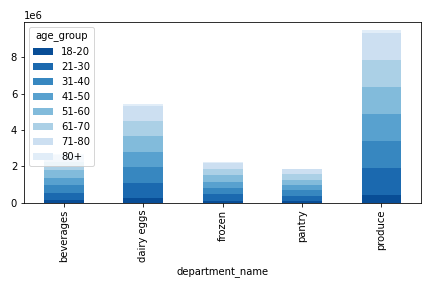 1e6
8
6
4
2
0
age_group
18-20
21-30
31-40
41-50
51-60
61-70
71-80
80+
beverages
dairy eggs
frozen
pantry
produce
department_name